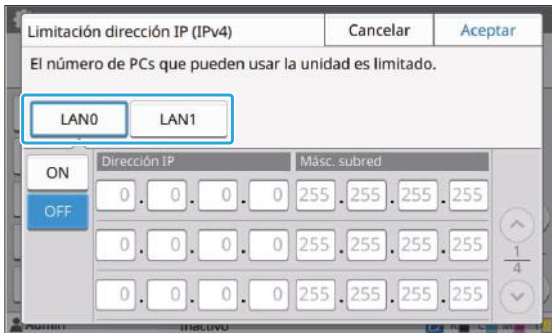 Limitación dirección IP (IPv4) Cancelar Aceptar
El número de PCs que pueden usar la unidad es limitado.
LAN0 LAN1
ON Dirección IP Másc. subred
OFF
0. 0. 0. 0 255. 255. 255. 255
0. 0. 0. 0 255. 255. 255. 255
1
4
0. 0. 0. 0 255. 255. 255. 255
Admin Inactivo